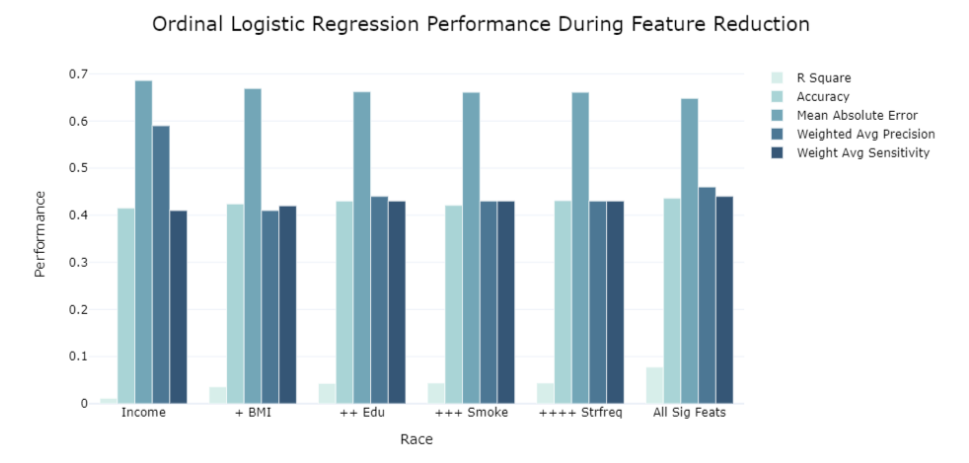 Ordinal Logistic Regression Performance During Feature Reduction
0.7
0.6
0.5
0.4
0.3
0.2
0.1
0
Performance
Income
+ BMI
++ Edu
+++ Smoke
++++ Strfreq
All Sig Feats
Race
R Square
Accuracy
Mean Absolute Error
Weighted Avg Precision
Weight Avg Sensitivity